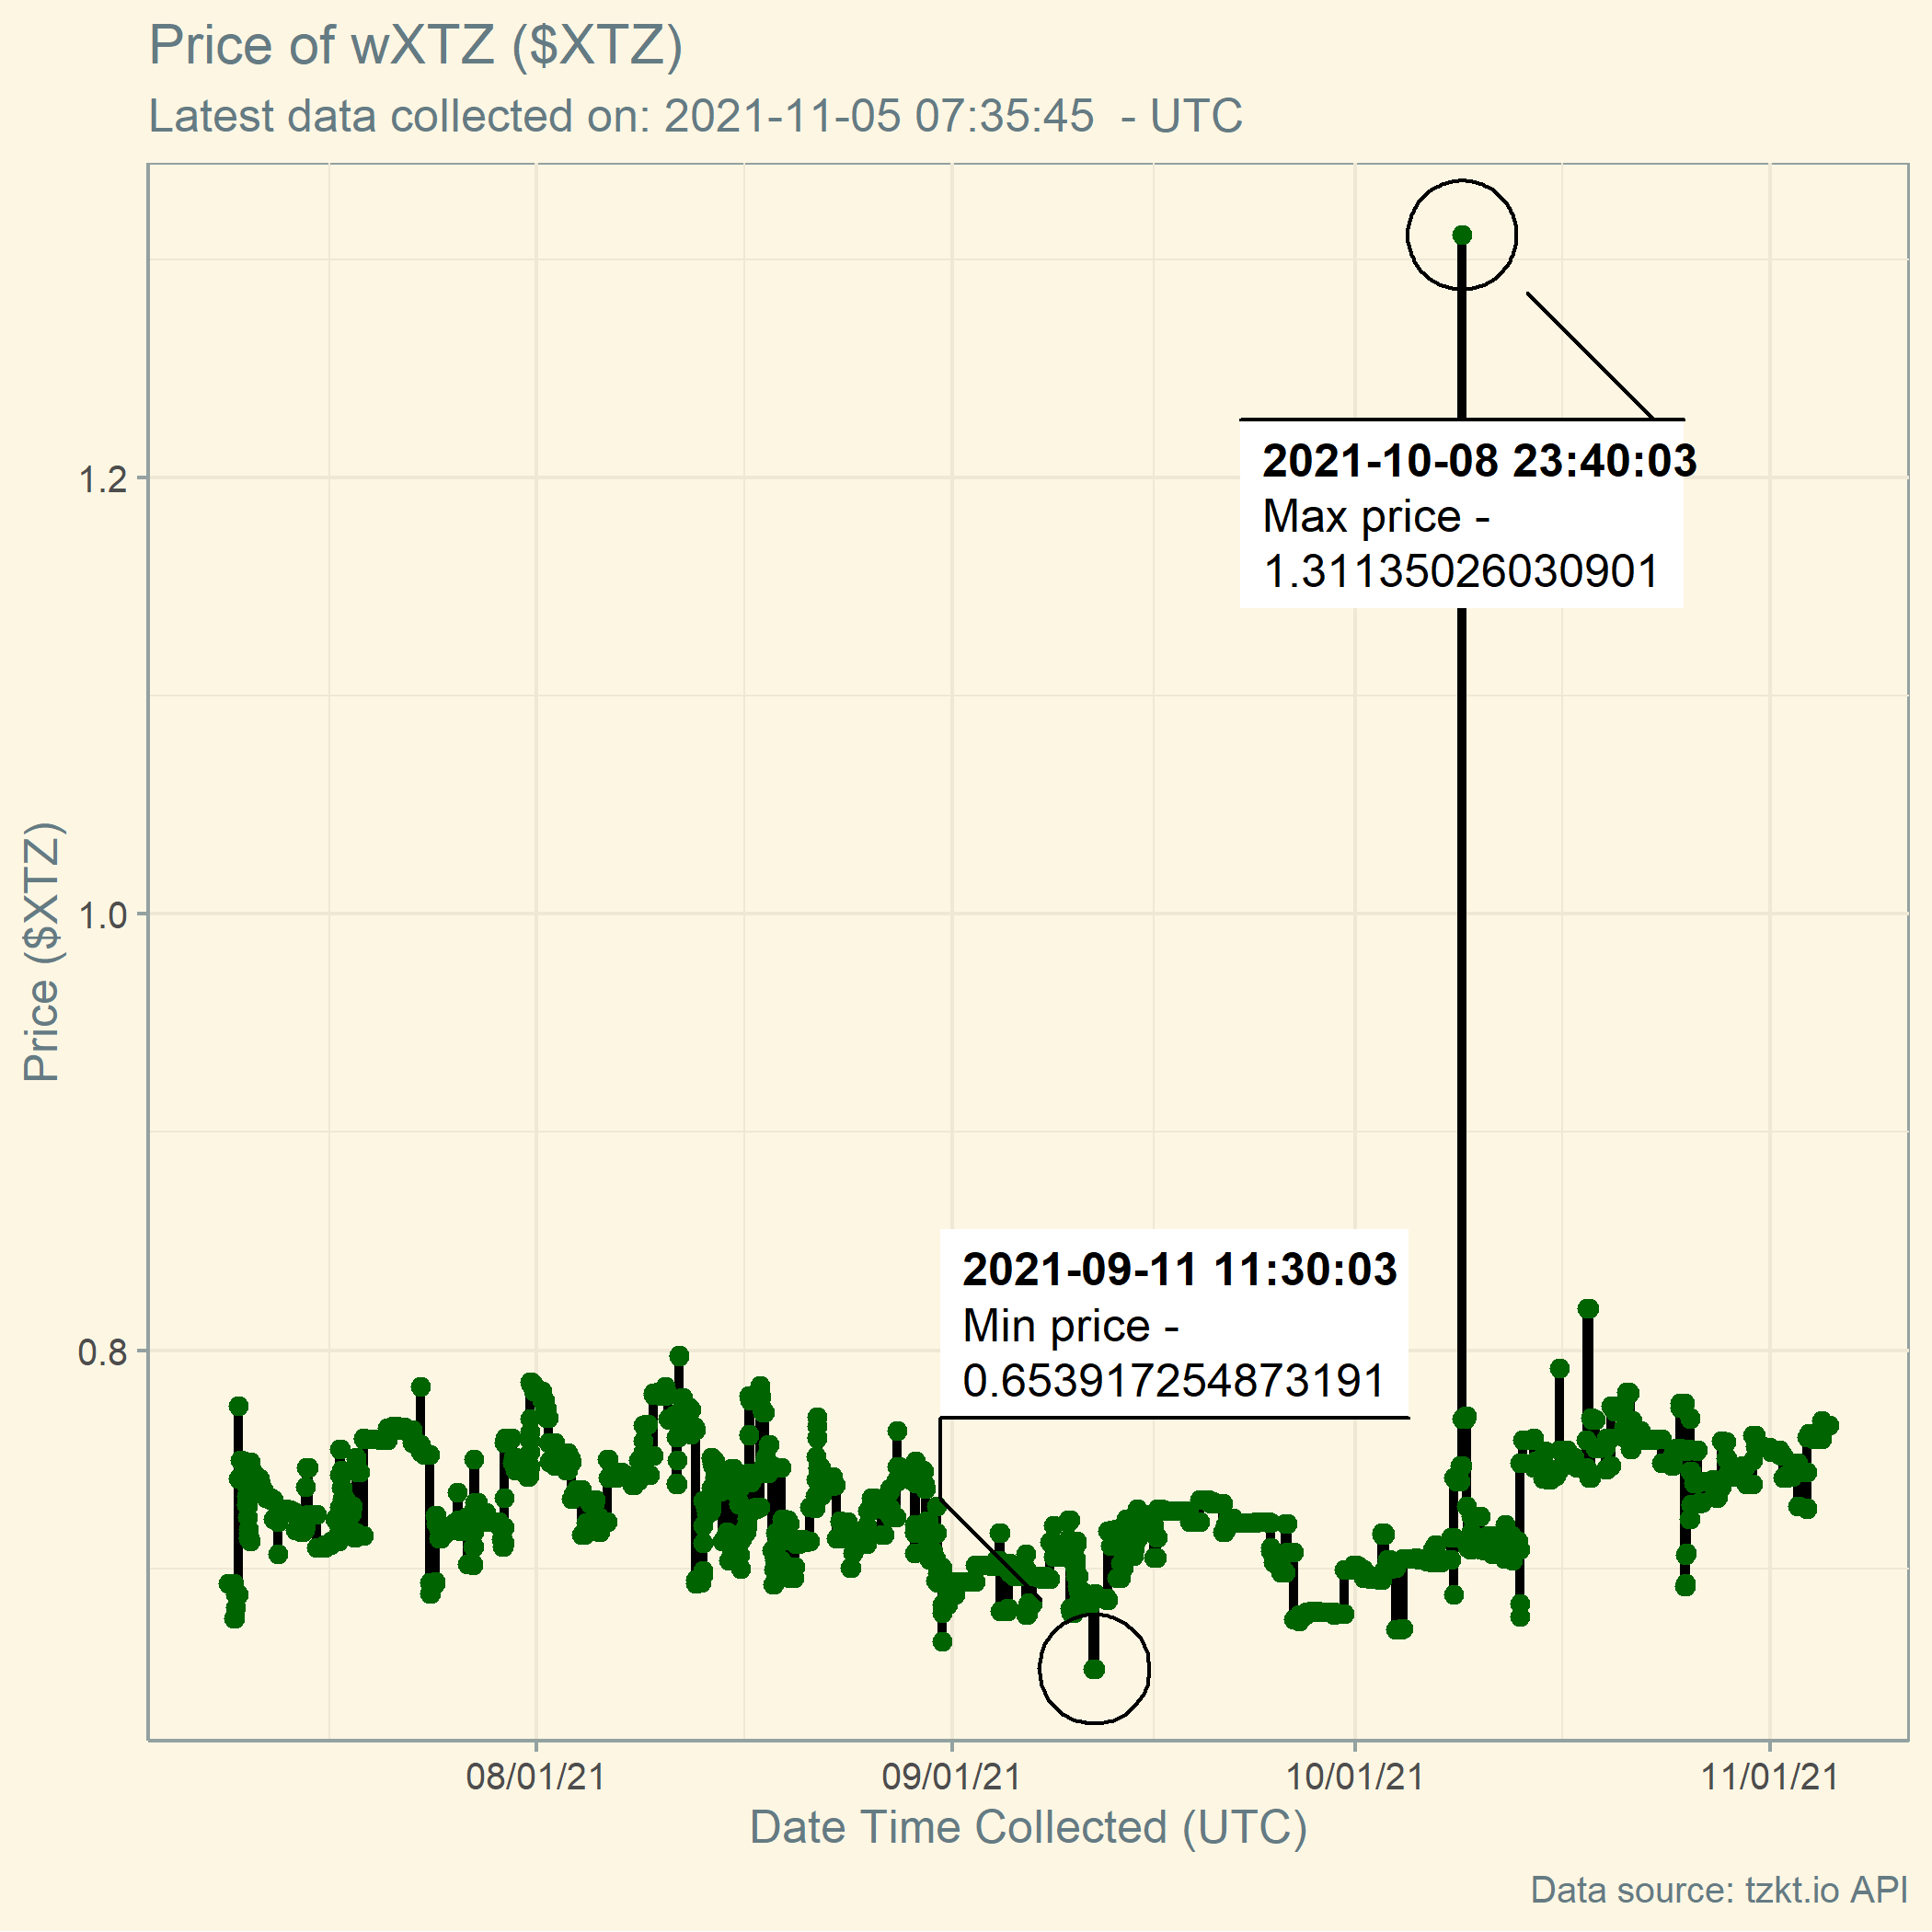 Price of wXTZ ($XTZ)
Latest data collected on: 2021-11-05 07:35:45  - UTC
2021-10-08 23:40:03
Max price -
1.31135026030901
1.2
1.0
0.8
Price ($XTZ)
2021-09-11 11:30:03
Min price -
0.653917254873191
08/01/21
09/01/21
10/01/21
11/01/21
Date Time Collected (UTC)
Data source: tzkt.io API